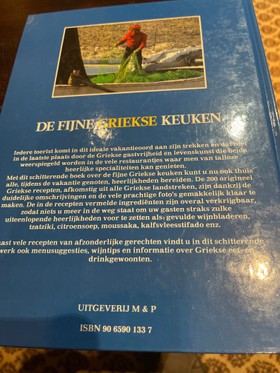 DE FIJNE GRIEKSE KEUKEN
Iedere toerist komt in dit ideale vakantieoord aan zijn trekken en dat niet
in de laatste plaats door de Griekse gastvrijheid en levenskunst die beide
weerspiegeld worden in de vele restaurantjes waar men van talloze
heerlijke specialiteiten kan genieten.
Met dit schitterende boek over de fijne Griekse keuken kunt u nu ook thuis
alle, tijdens de vakantie genoten, heerlijkheden bereiden. De 200 originele
Griekse recepten, afkomstig uit alle Griekse landstreken, zijn dankzij de
duidelijke omschrijvingen en de vele prachtige foto's gemakkelijk klaar te
maken. De in de recepten vermelde ingrediënten zijn overal verkrijgbaar,
zodat niets u meer in de weg staat om uw gasten straks zulke
uiteenlopende heerlijkheden voor te zetten als: gevulde wijnbladeren,
tzatziki, citroensoep, moussaka, kalfsvleesstifado enz.
aast vele recepten van afzonderlijke gerechten vindt u in dit schitterende
werk ook menusuggesties, wijntips en informatie over Griekse eet- en
drinkgewoonten.
UITGEVERIJ M & P
ISBN 90 6590 133 7